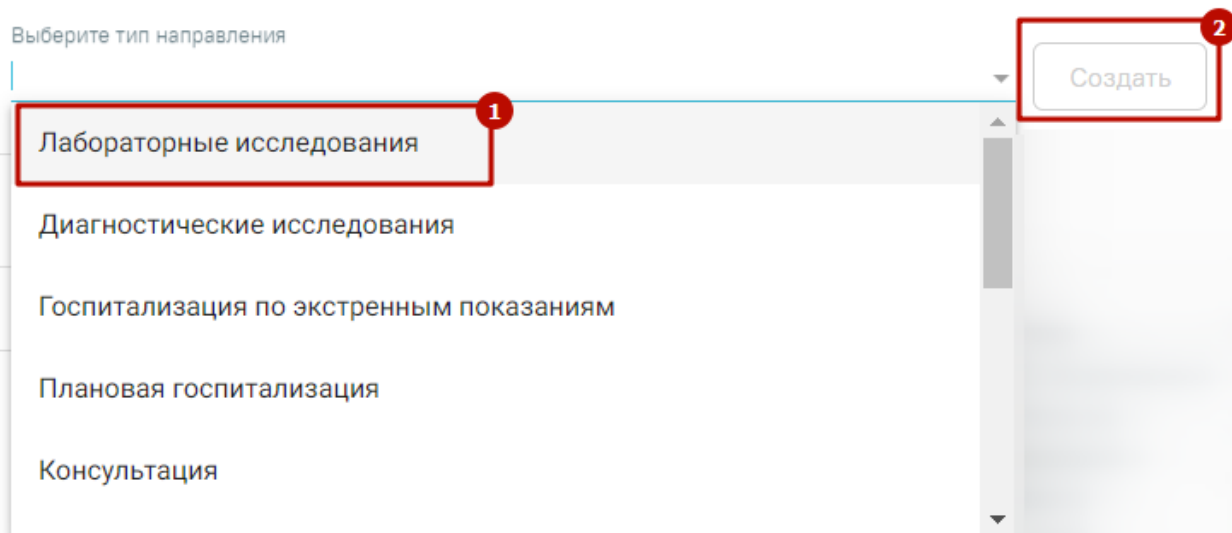 Выберите тип направления
2
Создать
1
Лабораторные исследования
Диагностические исследования
Госпитализация по экстренным показаниям
Плановая госпитализация
Консультация